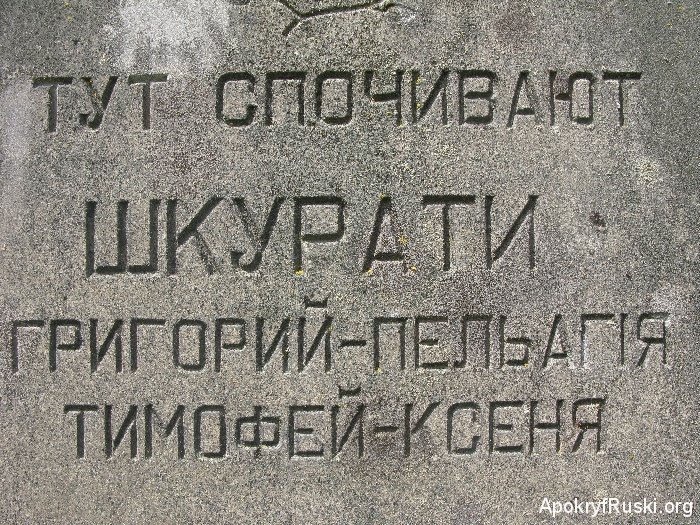 ТУТ СПОЧИВАЮТ
ШКУРАТИ
ГРИГОРИЙ-ПЕЛЬАГІЯ
ТИМОФЕЙ-КСЕНЯ
ApokryfRuski.org